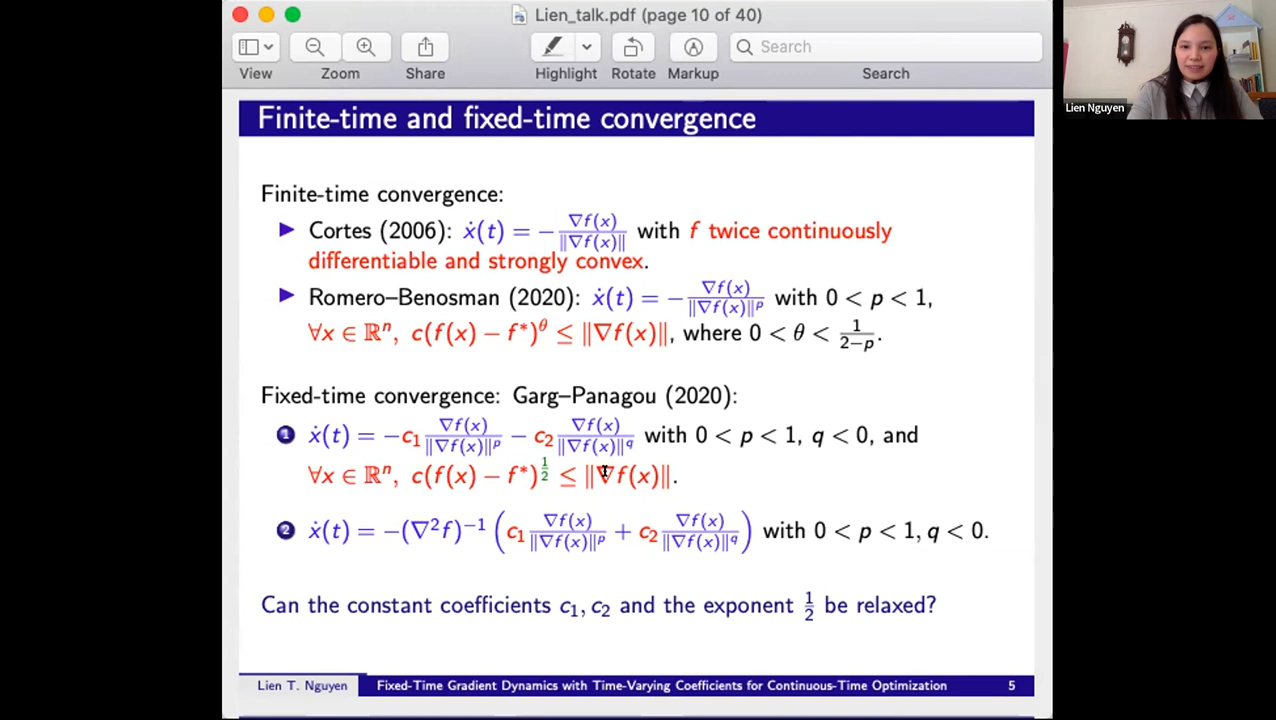 Lien_talk.pdf (page 10 of 40)
Search
View Zoom Share Highlight Rotate Markup Search
Lien Nguyen
Finite-time and fixed-time convergence
Finite-time convergence:
▶ Cortes (2006): ẋ(t) = −∇f(x)/‖∇f(x)‖ with f twice continuously
differentiable and strongly convex.
▶ Romero–Benosman (2020): ẋ(t) = −∇f(x)/‖∇f(x)‖ᵖ with 0 < p < 1,
∀x ∈ ℝⁿ, c(f(x) − f*)^θ ≤ ‖∇f(x)‖, where 0 < θ < 1/(2−p).
Fixed-time convergence: Garg–Panagou (2020):
1 ẋ(t) = −c₁ ∇f(x)/‖∇f(x)‖^p − c₂ ∇f(x)/‖∇f(x)‖^q with 0 < p < 1, q < 0, and
∀x ∈ ℝⁿ, c(f(x) − f*)^(1/2) ≤ ‖∇f(x)‖.
2 ẋ(t) = −(∇²f)⁻¹ (c₁ ∇f(x)/‖∇f(x)‖^p + c₂ ∇f(x)/‖∇f(x)‖^q) with 0 < p < 1, q < 0.
Can the constant coefficients c₁, c₂ and the exponent 1/2 be relaxed?
Lien T. Nguyen Fixed-Time Gradient Dynamics with Time-Varying Coefficients for Continuous-Time Optimization 5